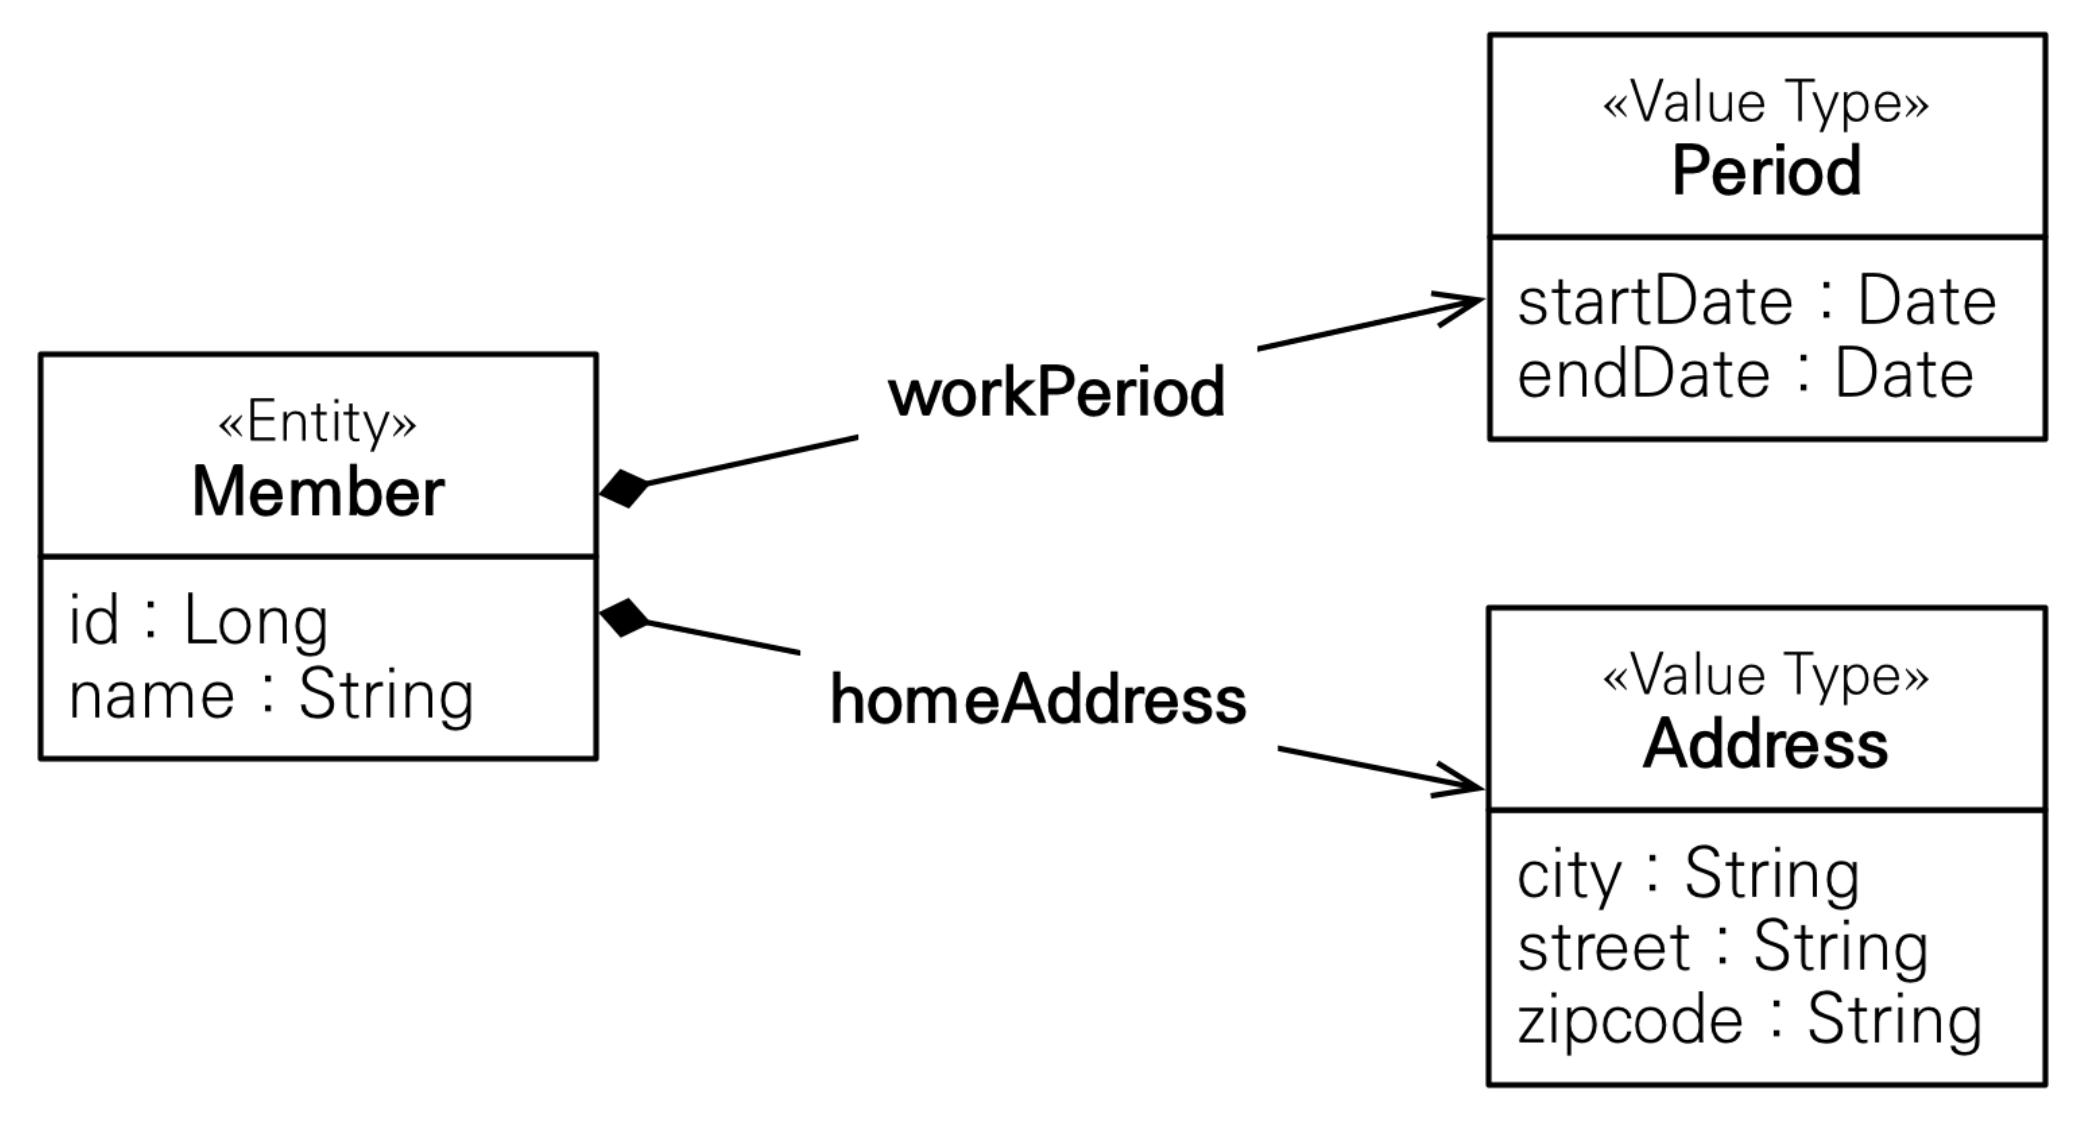 «Entity»
Member
id : Long
name : String
workPeriod
homeAddress
«Value Type»
Period
startDate : Date
endDate : Date
«Value Type»
Address
city : String
street : String
zipcode : String